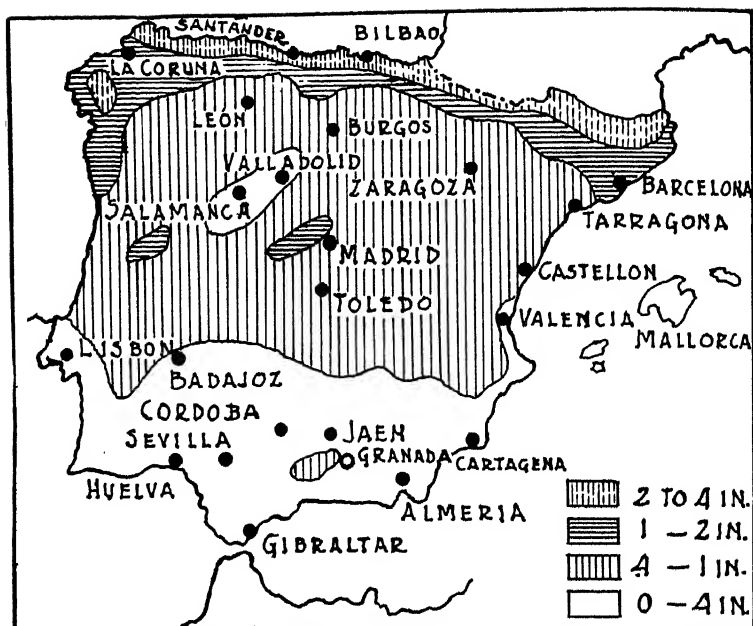 SANTANDER
BILBAO
LA CORUNA
LEON
BURGOS
VALLADOLID
ZARAGOZA
SALAMANCA
BARCELONA
TARRAGONA
MADRID
CASTELLON
TOLEDO
VALENCIA
MALLORCA
LISBON
BADAJOZ
CORDOBA
SEVILLA
JAEN
GRANADA
CARTAGENA
HUELVA
ALMERIA
GIBRALTAR
2 TO 4 IN.
1 - 2 IN.
4 - 1 IN.
0 - 4 IN.